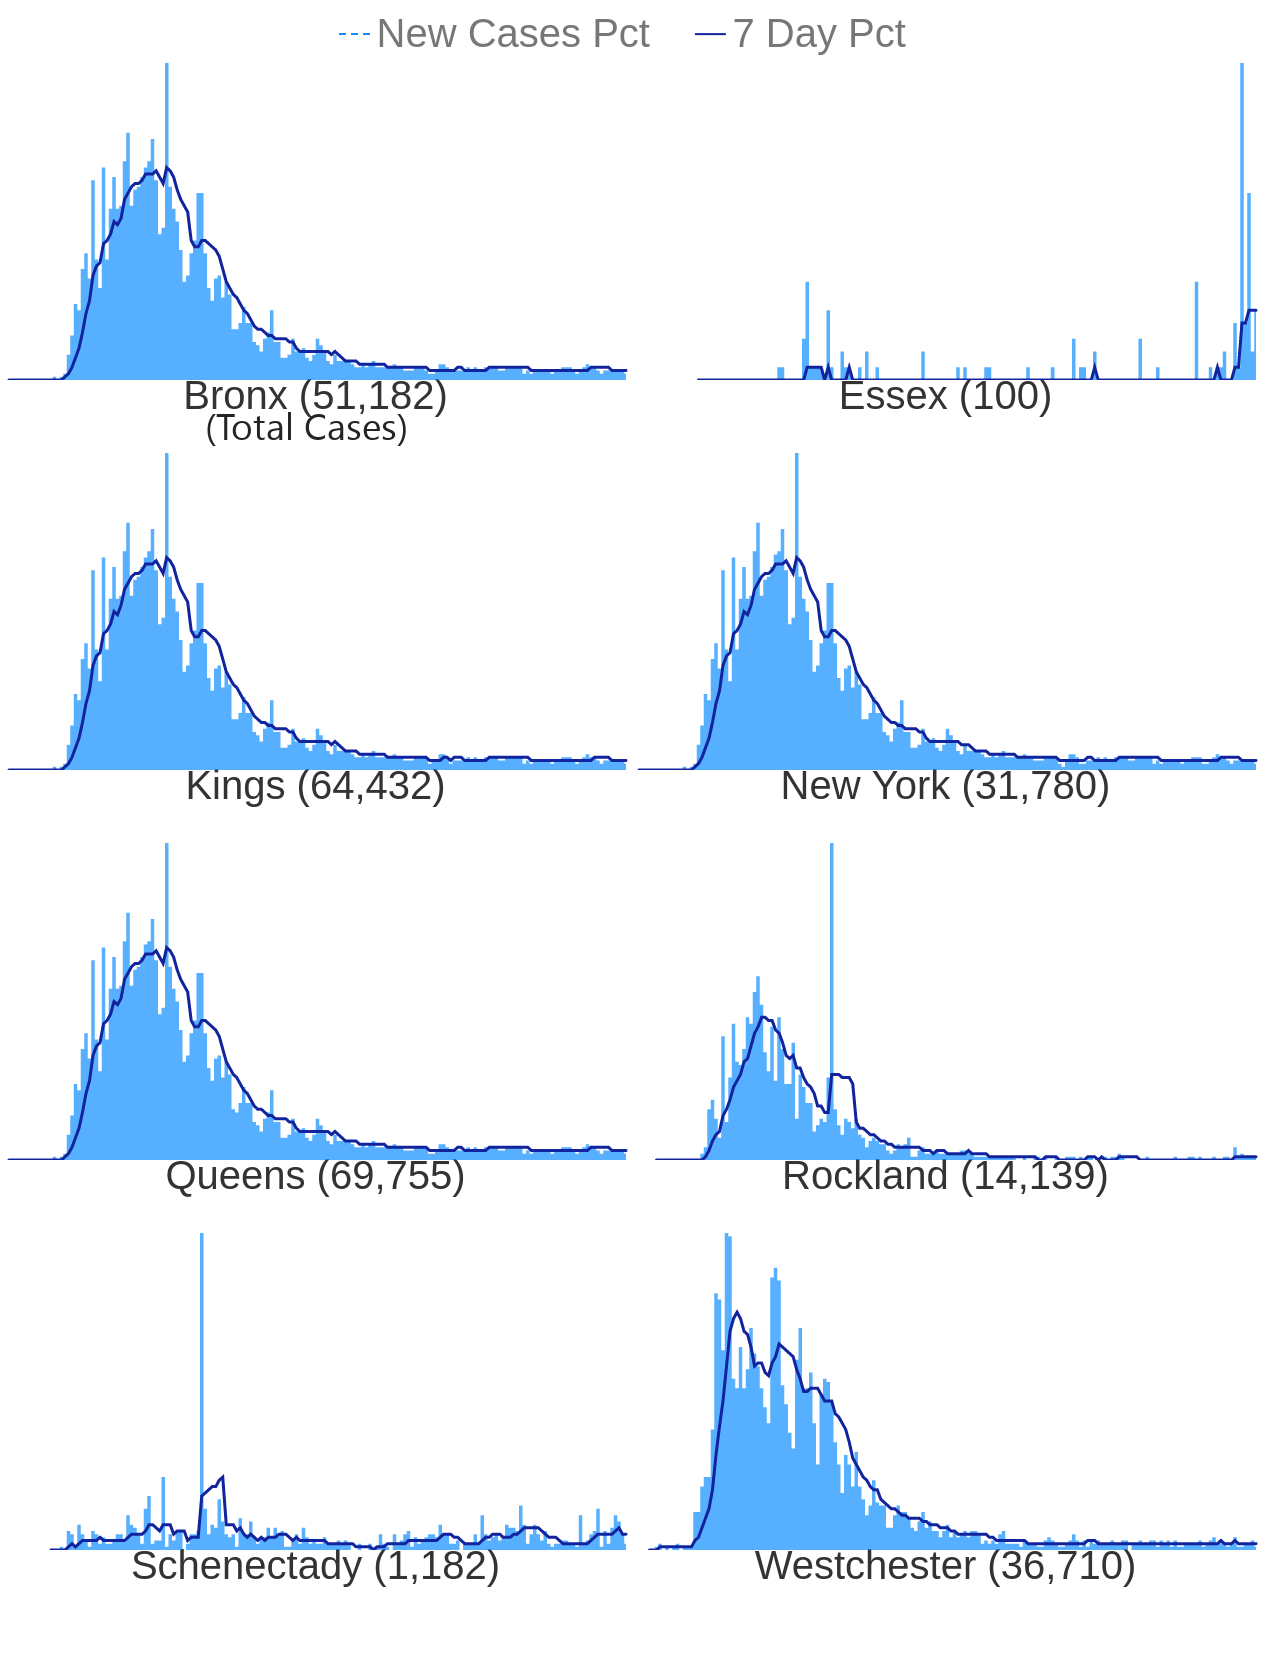 New Cases Pct 7 Day Pct
Bronx (51,182) Essex (100)
(Total Cases)
Kings (64,432) New York (31,780)
Queens (69,755) Rockland (14,139)
Schenectady (1,182) Westchester (36,710)